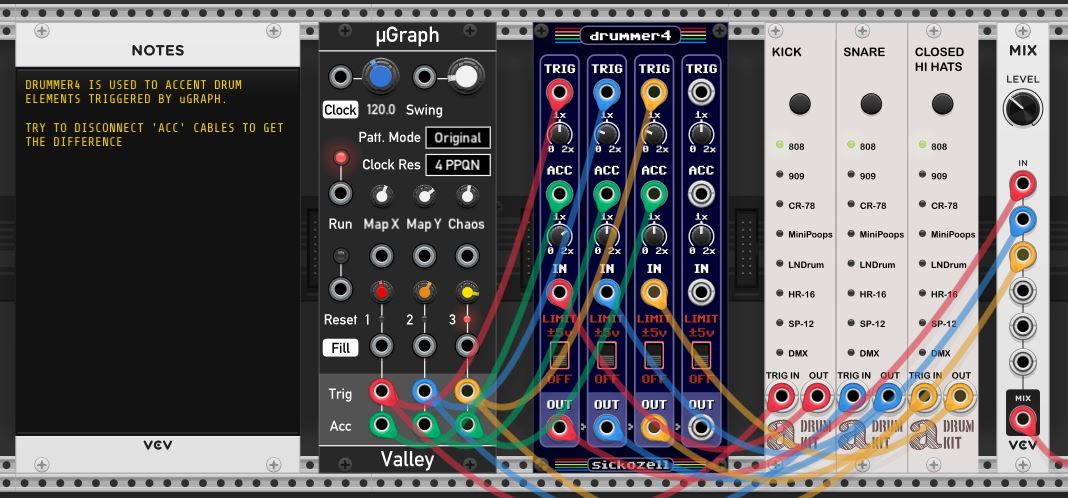 NOTES
DRUMMER4 IS USED TO ACCENT DRUM
ELEMENTS TRIGGERED BY uGRAPH.
TRY TO DISCONNECT 'ACC' CABLES TO GET
THE DIFFERENCE
VCV
µGraph
Clock 120.0 Swing
Patt. Mode Original
Clock Res 4 PPQN
Run Map X Map Y Chaos
Reset 1 2 3
Fill
Trig
Acc
Valley
drummer4
TRIG TRIG TRIG TRIG
1x 1x 1x 1x
0 2x 0 2x 0 2x 0 2x
ACC ACC ACC ACC
1x 1x 1x 1x
0 2x 0 2x 0 2x 0 2x
IN IN IN IN
LIMIT LIMIT LIMIT LIMIT
±5v ±5v ±5v ±5v
OFF OFF OFF OFF
OUT OUT OUT OUT
sickozell
KICK
808
909
CR-78
MiniPoops
LNDrum
HR-16
SP-12
DMX
TRIG IN OUT
a DRUM
KIT
SNARE
808
909
CR-78
MiniPoops
LNDrum
HR-16
SP-12
DMX
TRIG IN OUT
a DRUM
KIT
CLOSED
HI HATS
808
909
CR-78
MiniPoops
LNDrum
HR-16
SP-12
DMX
TRIG IN OUT
a DRUM
KIT
MIX
LEVEL
IN
MIX
VCV